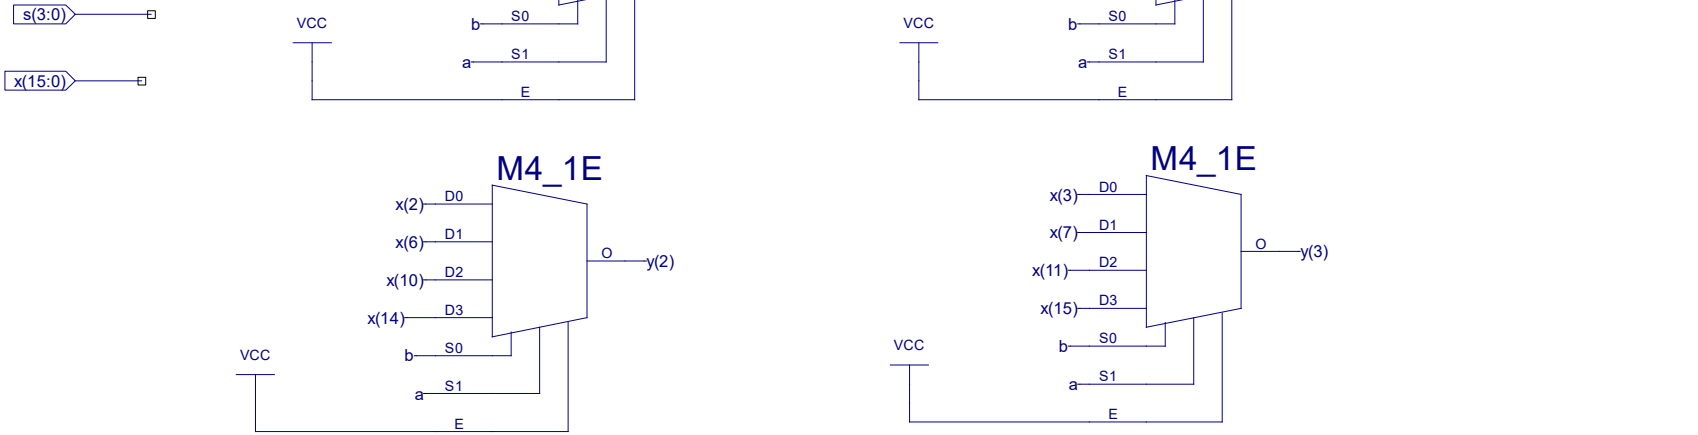 s(3:0)
x(15:0)
VCC
b S0
a S1
E
VCC
b S0
a S1
E
M4_1E
x(2) D0
x(6) D1
x(10) D2
x(14) D3
O y(2)
b S0
a S1
E
VCC
M4_1E
x(3) D0
x(7) D1
x(11) D2
x(15) D3
O y(3)
b S0
a S1
E
VCC